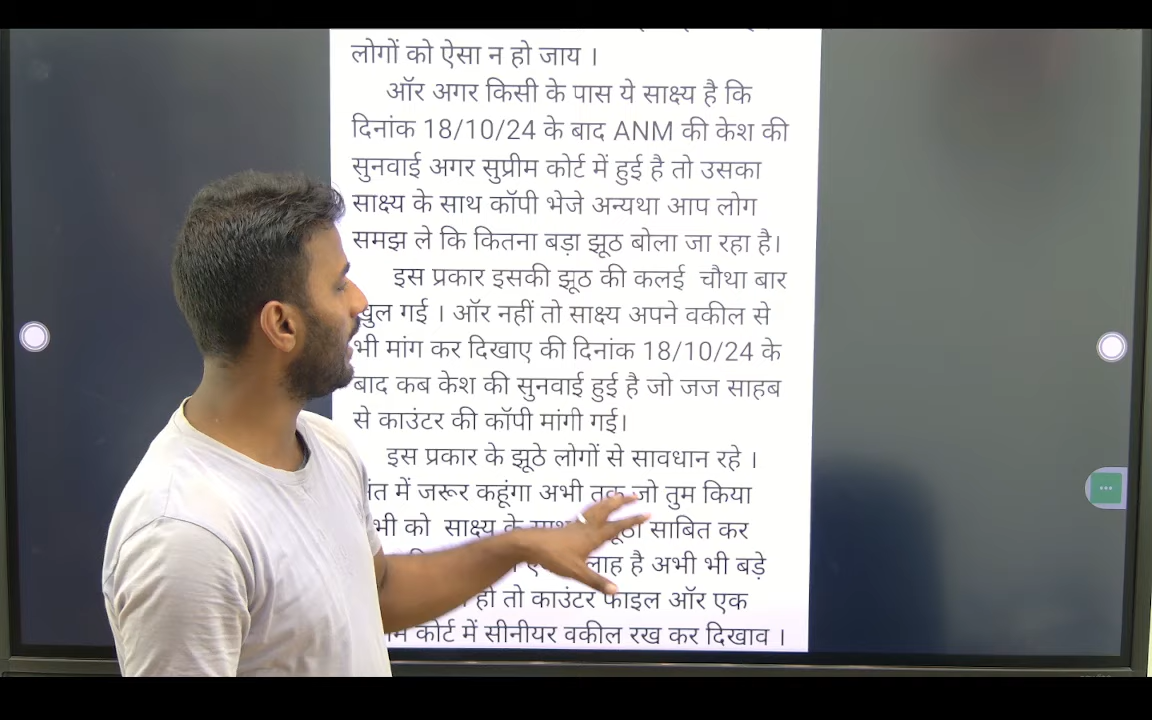 लोगों को ऐसा न हो जाय ।
ऑर अगर किसी के पास ये साक्ष्य है कि
दिनांक 18/10/24 के बाद ANM की केश की
सुनवाई अगर सुप्रीम कोर्ट में हुई है तो उसका
साक्ष्य के साथ कॉपी भेजे अन्यथा आप लोग
समझ ले कि कितना बड़ा झूठ बोला जा रहा है।
इस प्रकार इसकी झूठ की कलई चौथा बार
खुल गई । ऑर नहीं तो साक्ष्य अपने वकील से
भी मांग कर दिखाए की दिनांक 18/10/24 के
बाद कब केश की सुनवाई हुई है जो जज साहब
से काउंटर की कॉपी मांगी गई।
इस प्रकार के झूठे लोगों से सावधान रहे ।
में जरूर कहूंगा अभी तक जो तुम किया
को साक्ष्य के साबित कर
है अभी भी बड़े
हो तो काउंटर फाइल ऑर एक
कोर्ट में सीनीयर वकील रख कर दिखाव ।